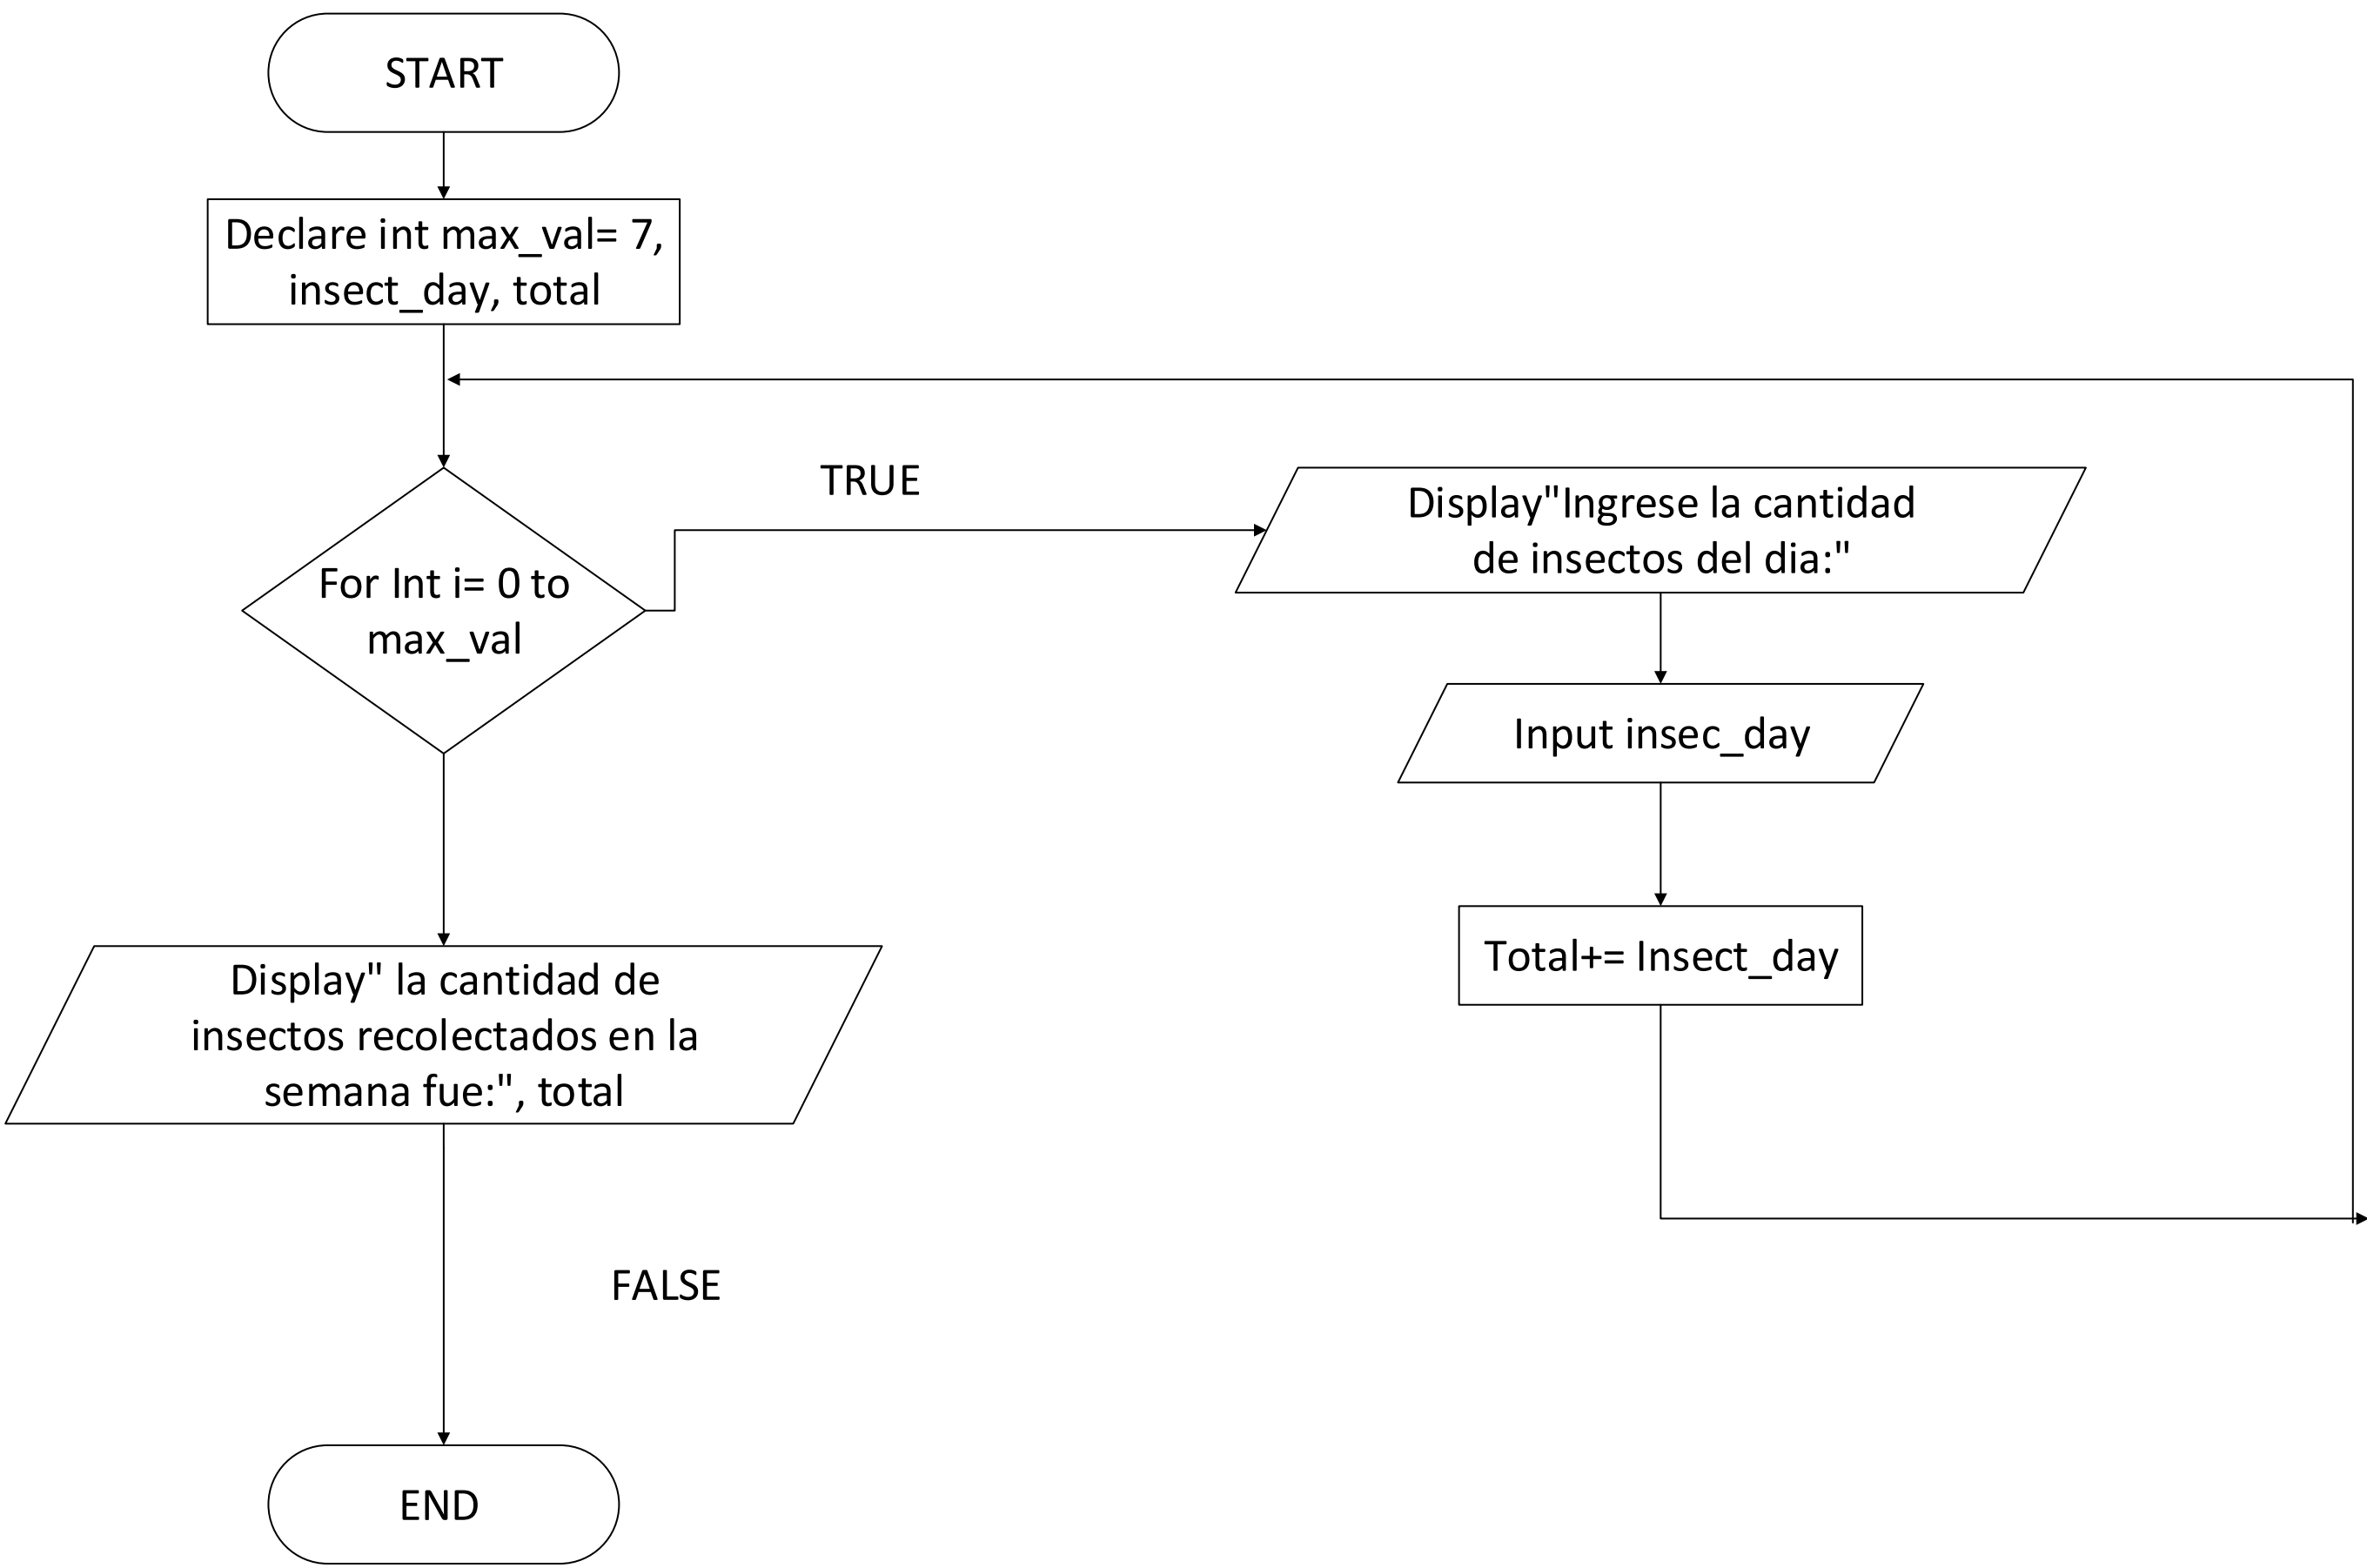 START
Declare int max_val= 7,
insect_day, total
TRUE
Display"Ingrese la cantidad
de insectos del dia:"
For Int i= 0 to
max_val
Input insec_day
Total+= Insect_day
Display" la cantidad de
insectos recolectados en la
semana fue:", total
FALSE
END